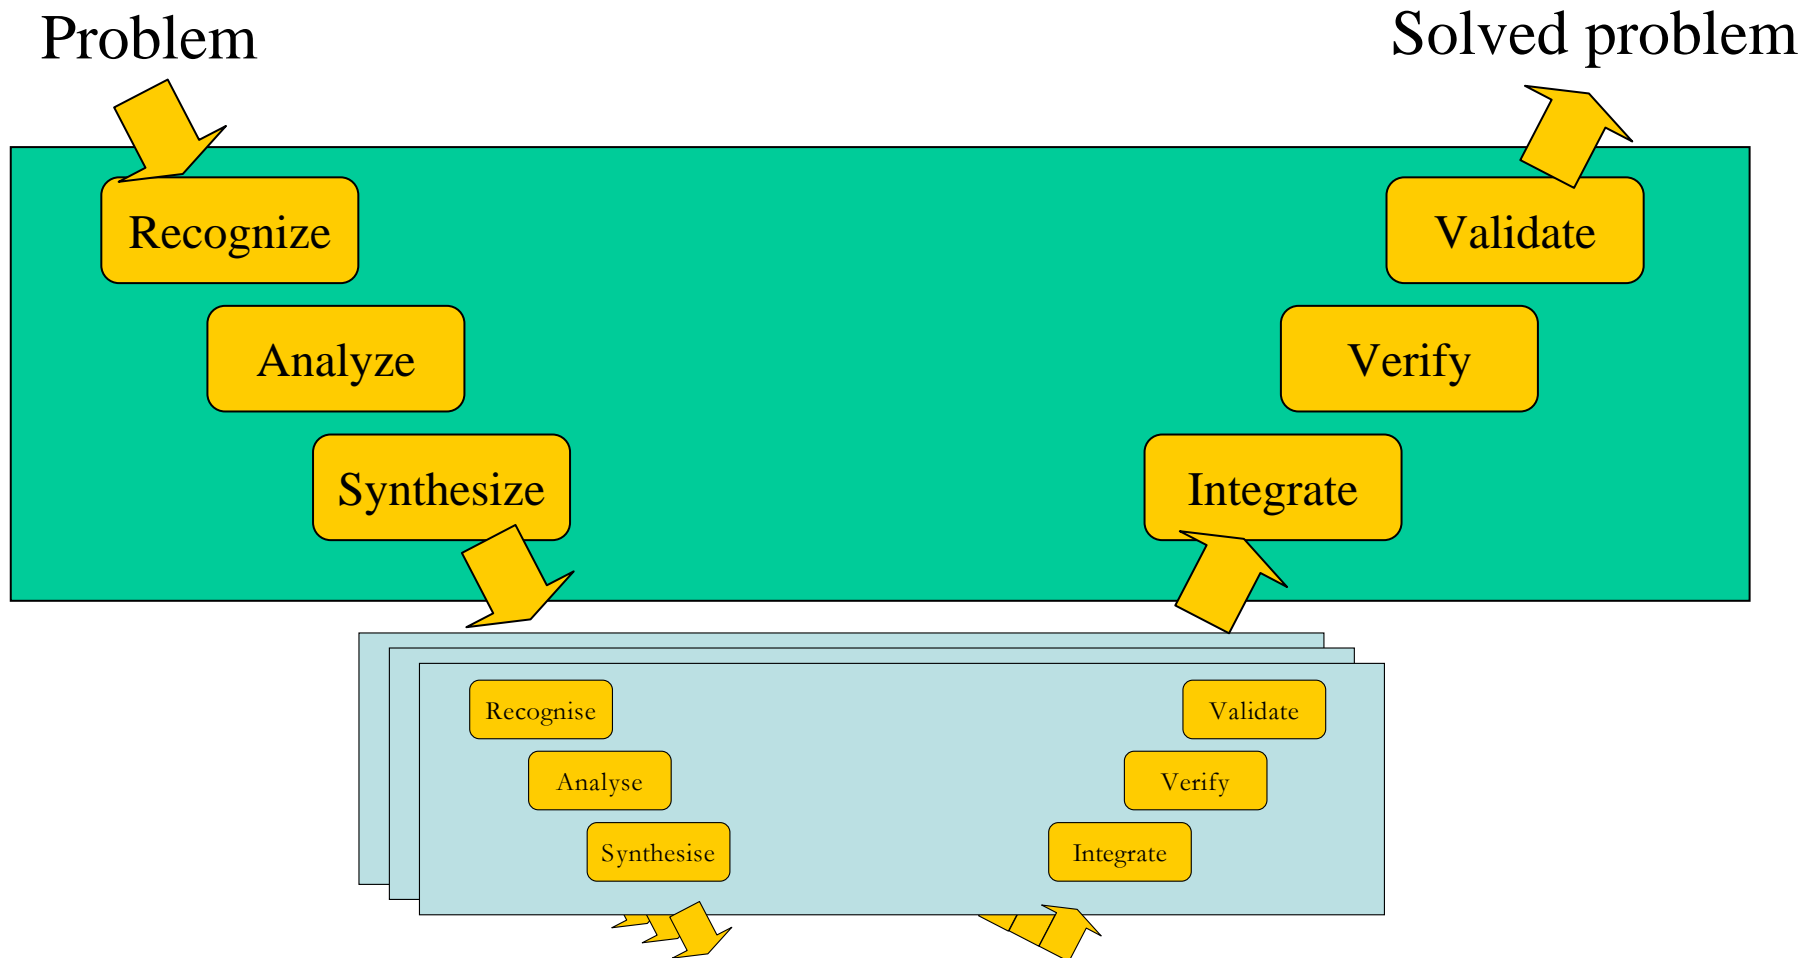 Problem
Solved problem
Recognize
Validate
Analyze
Verify
Synthesize
Integrate
Recognise
Validate
Analyse
Verify
Synthesise
Integrate